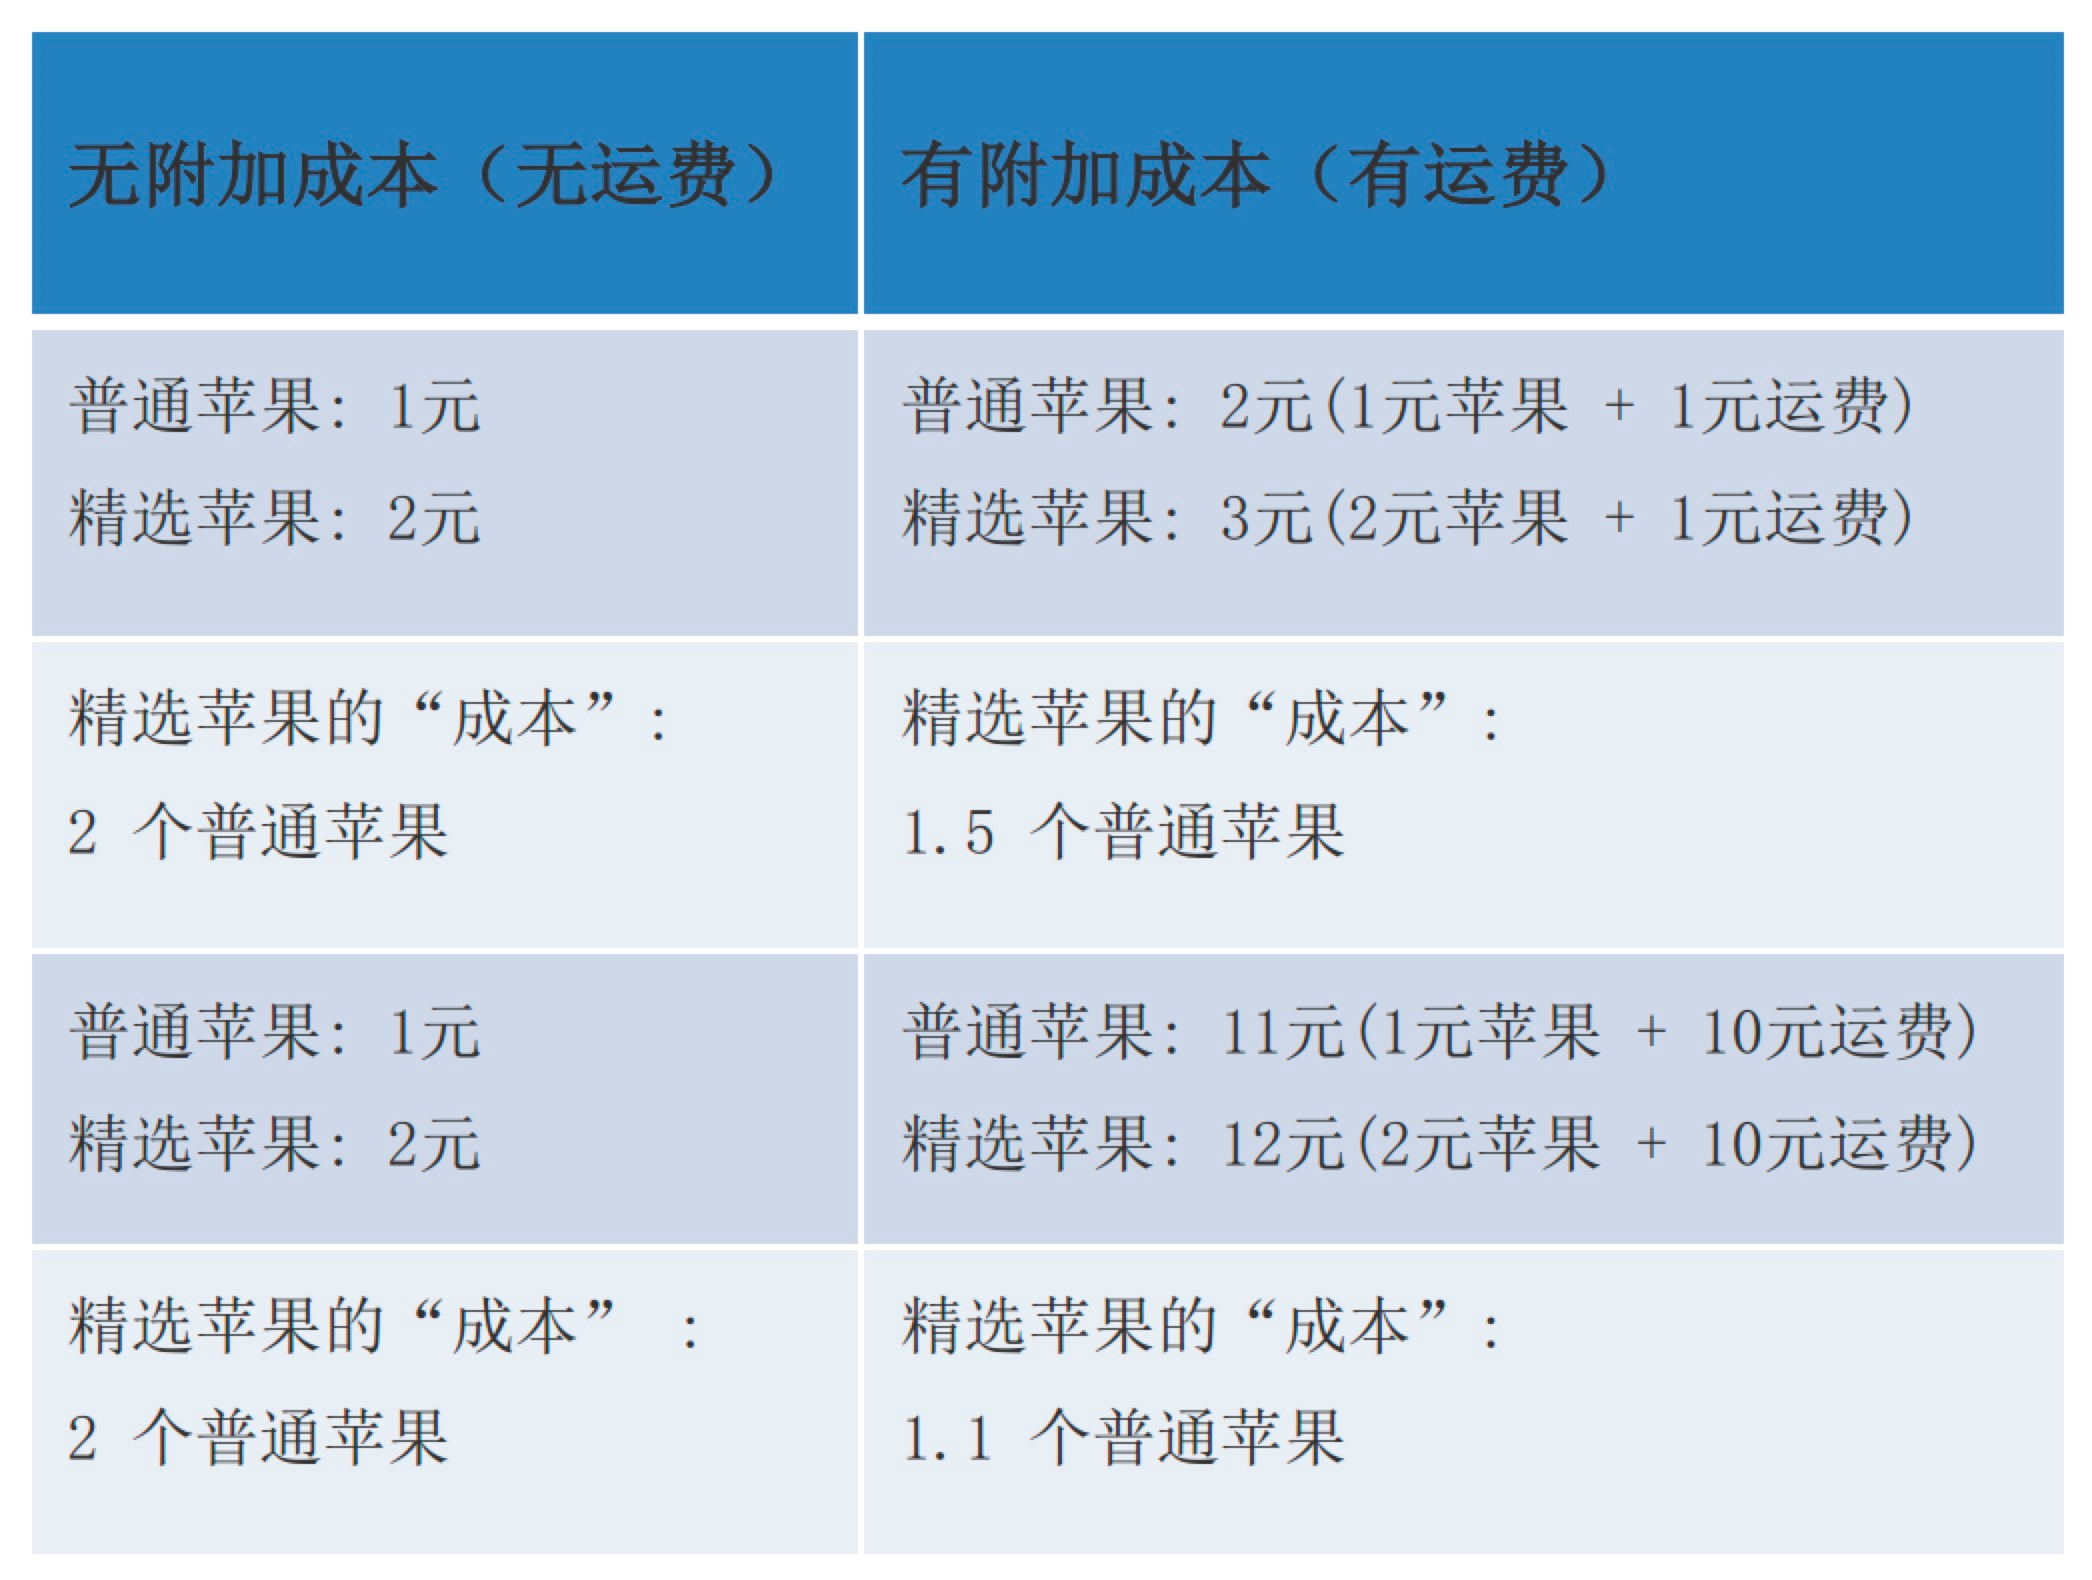 无附加成本（无运费）
有附加成本（有运费）
普通苹果: 1元
精选苹果: 2元
普通苹果: 2元(1元苹果 + 1元运费)
精选苹果: 3元(2元苹果 + 1元运费)
精选苹果的“成本”:
2 个普通苹果
精选苹果的“成本”:
1.5 个普通苹果
普通苹果: 1元
精选苹果: 2元
普通苹果: 11元(1元苹果 + 10元运费)
精选苹果: 12元(2元苹果 + 10元运费)
精选苹果的“成本” :
2 个普通苹果
精选苹果的“成本”:
1.1 个普通苹果